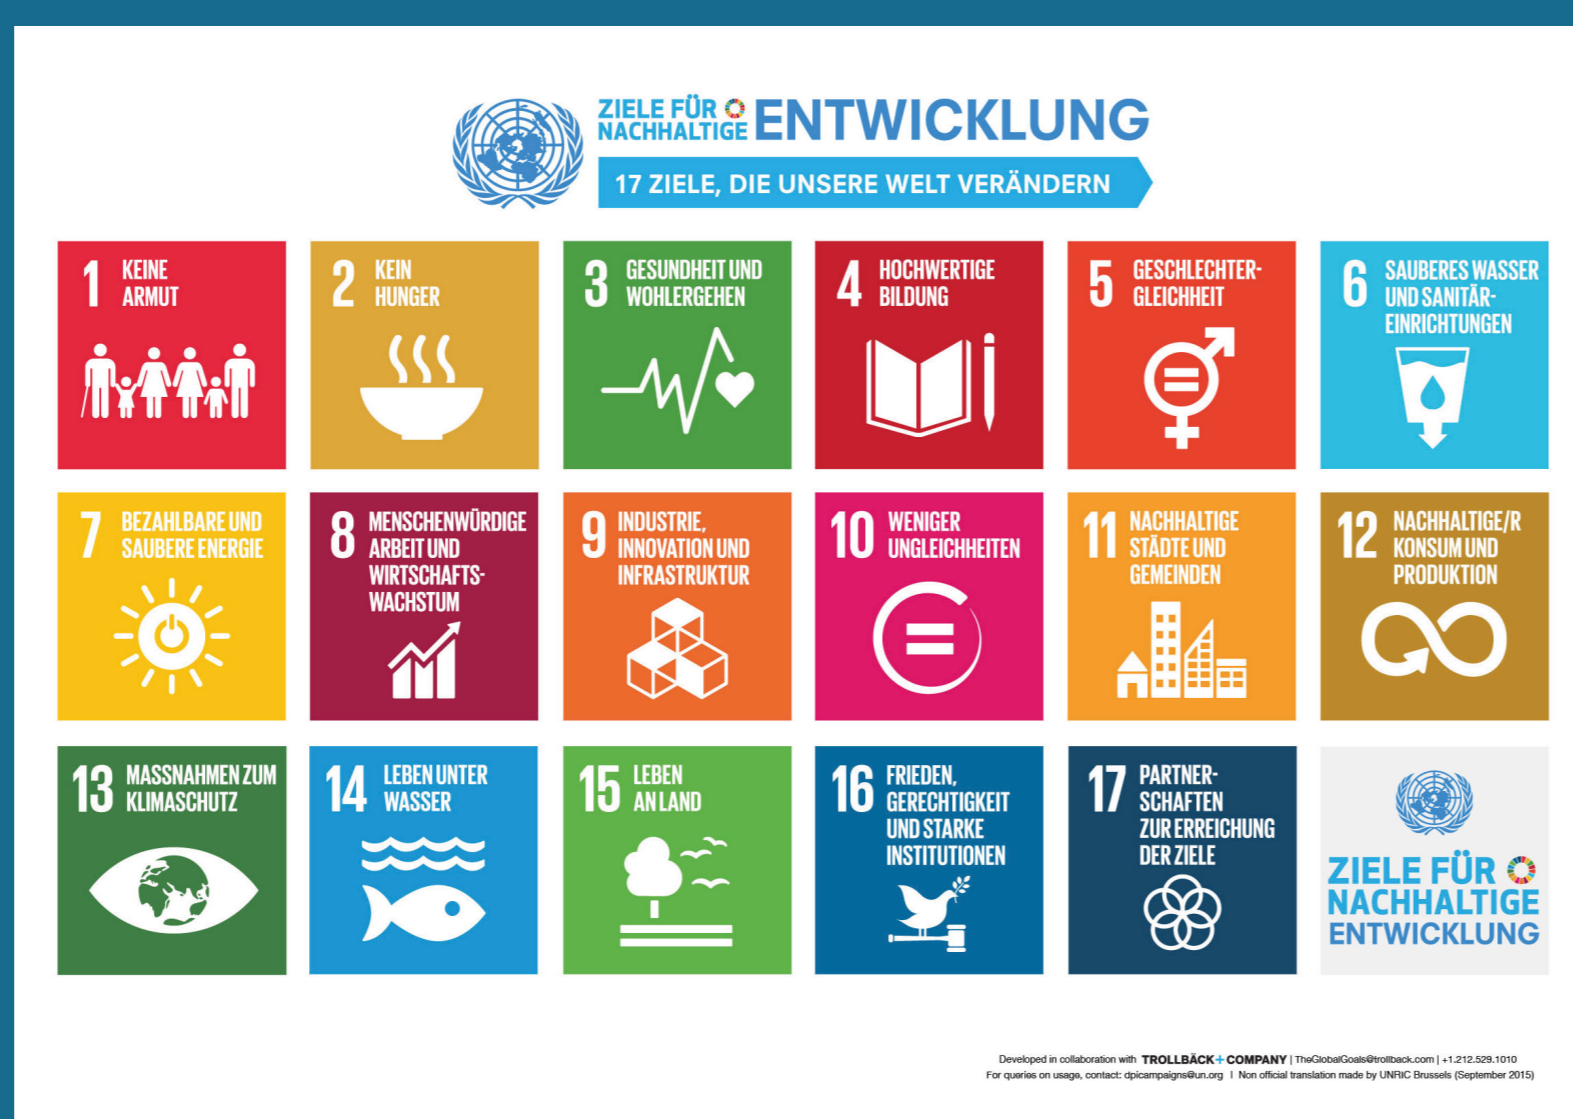 ZIELE FÜR
NACHHALTIGE
ENTWICKLUNG
17 ZIELE, DIE UNSERE WELT VERÄNDERN
1 KEINE
ARMUT
2 KEIN
HUNGER
3 GESUNDHEIT UND
WOHLERGEHEN
4 HOCHWERTIGE
BILDUNG
5 GESCHLECHTER-
GLEICHHEIT
6 SAUBERES WASSER
UND SANITÄR-
EINRICHTUNGEN
7 BEZAHLBARE UND
SAUBERE ENERGIE
8 MENSCHENWÜRDIGE
ARBEIT UND
WIRTSCHAFTS-
WACHSTUM
9 INDUSTRIE,
INNOVATION UND
INFRASTRUKTUR
10 WENIGER
UNGLEICHHEITEN
11 NACHHALTIGE
STÄDTE UND
GEMEINDEN
12 NACHHALTIGE/R
KONSUM UND
PRODUKTION
13 MASSNAHMEN ZUM
KLIMASCHUTZ
14 LEBEN UNTER
WASSER
15 LEBEN
AN LAND
16 FRIEDEN,
GERECHTIGKEIT
UND STARKE
INSTITUTIONEN
17 PARTNER-
SCHAFTEN
ZUR ERREICHUNG
DER ZIELE
ZIELE FÜR
NACHHALTIGE
ENTWICKLUNG
Developed in collaboration with TROLLBÄCK+COMPANY | TheGlobalGoals@trollback.com | +1.212.529.1010
For queries on usage, contact: dpicampaigns@un.org | Non official translation made by UNRIC Brussels (September 2015)